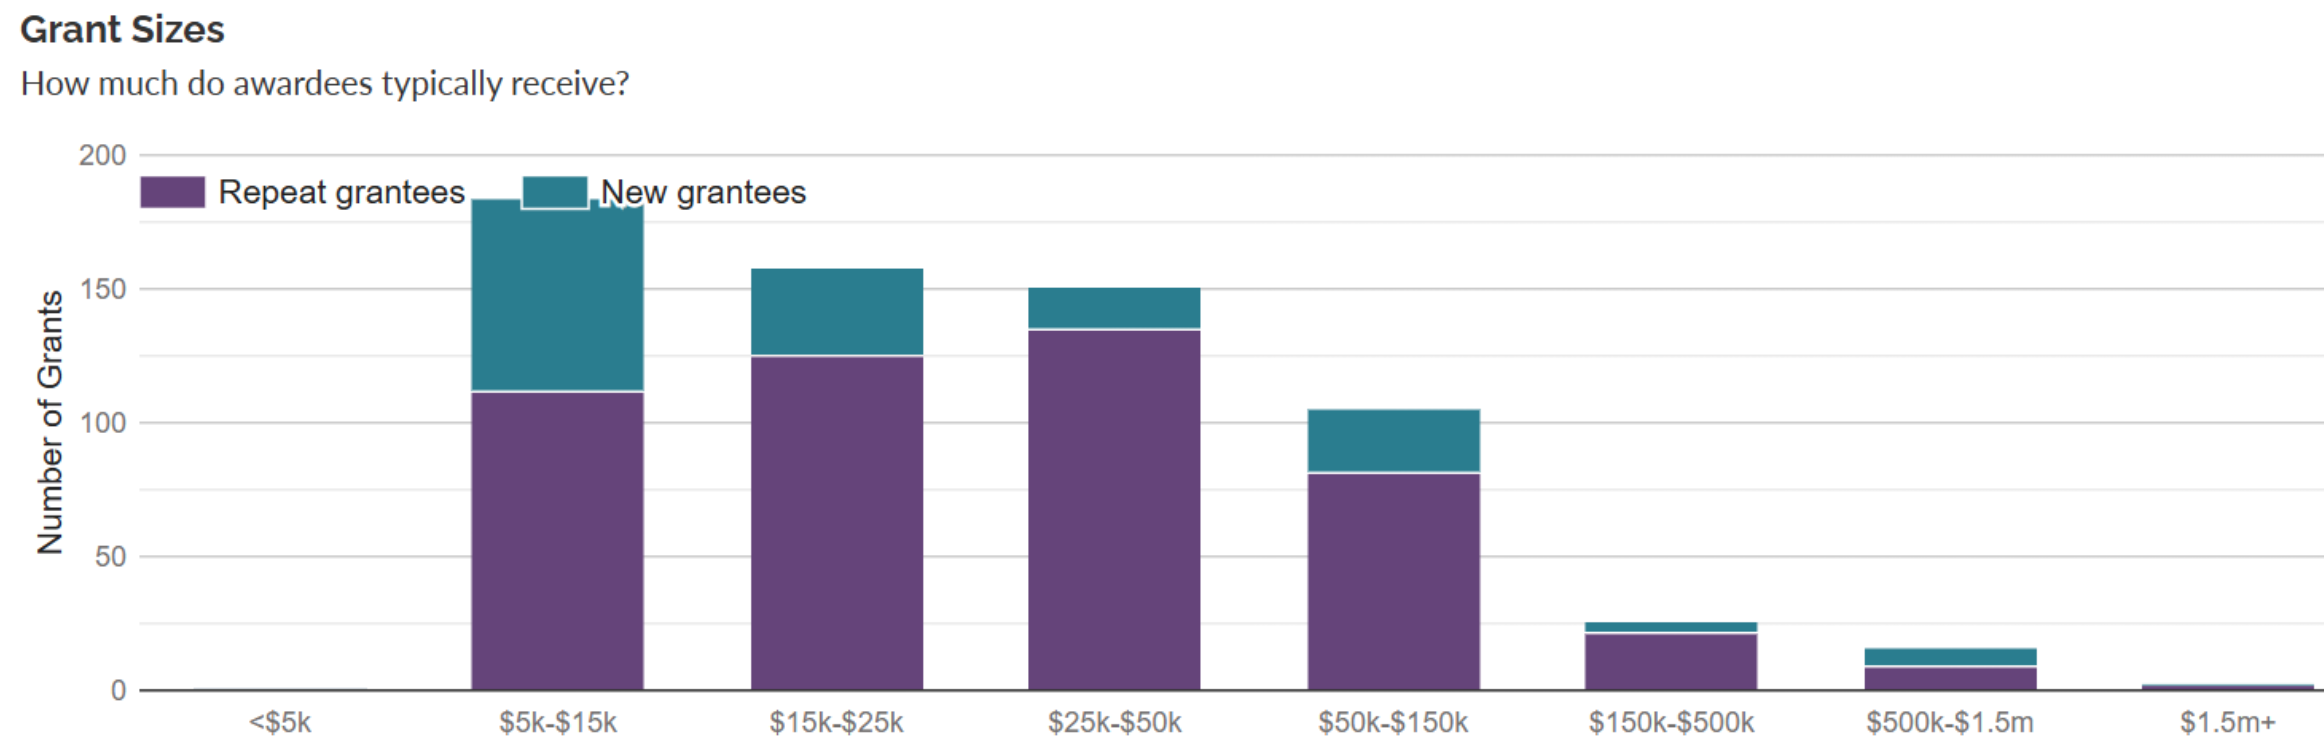 Grant Sizes
How much do awardees typically receive?
Repeat grantees
New grantees
Number of Grants
200
150
100
50
0
<$5k
$5k-$15k
$15k-$25k
$25k-$50k
$50k-$150k
$150k-$500k
$500k-$1.5m
$1.5m+